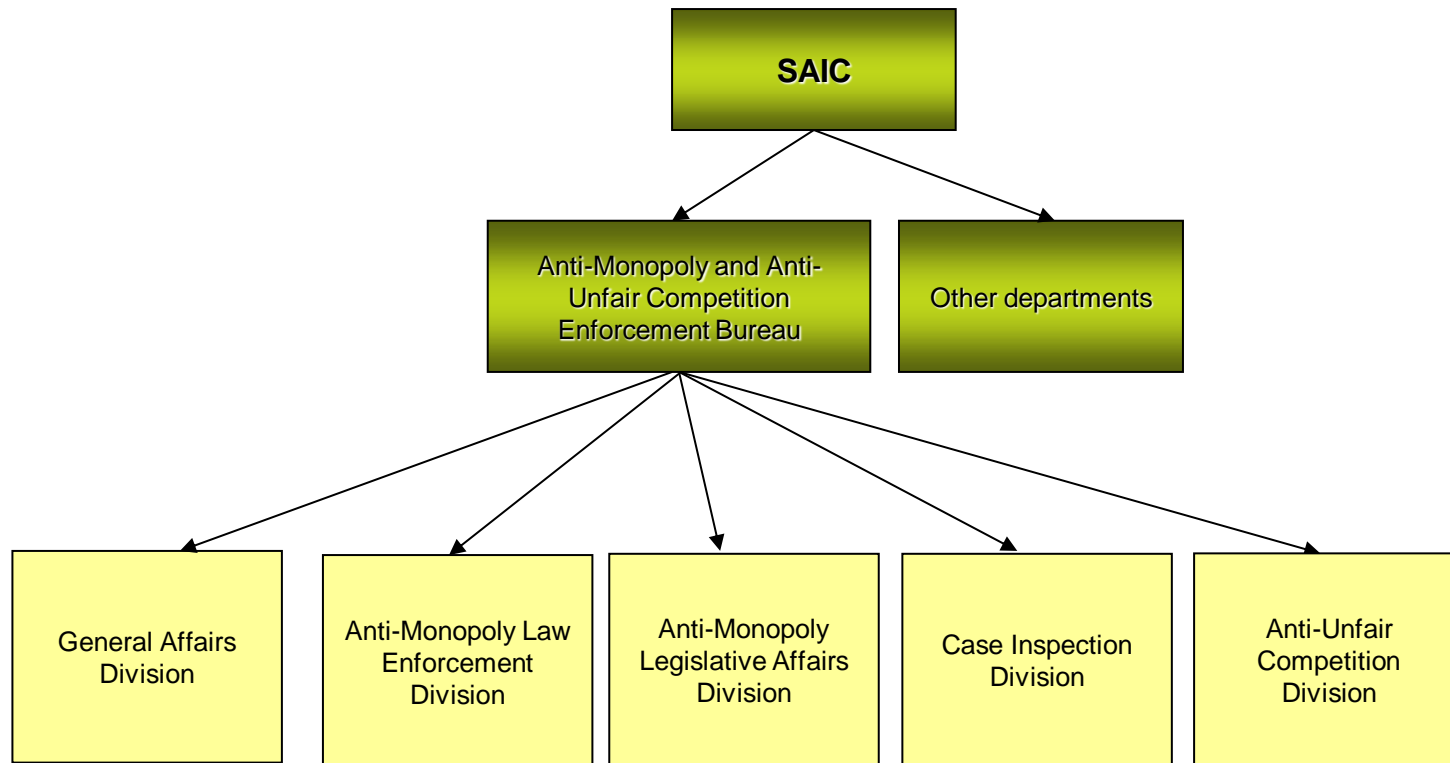 SAIC
Anti-Monopoly and Anti-
Unfair Competition
Enforcement Bureau
Other departments
General Affairs
Division
Anti-Monopoly Law
Enforcement
Division
Anti-Monopoly
Legislative Affairs
Division
Case Inspection
Division
Anti-Unfair
Competition
Division